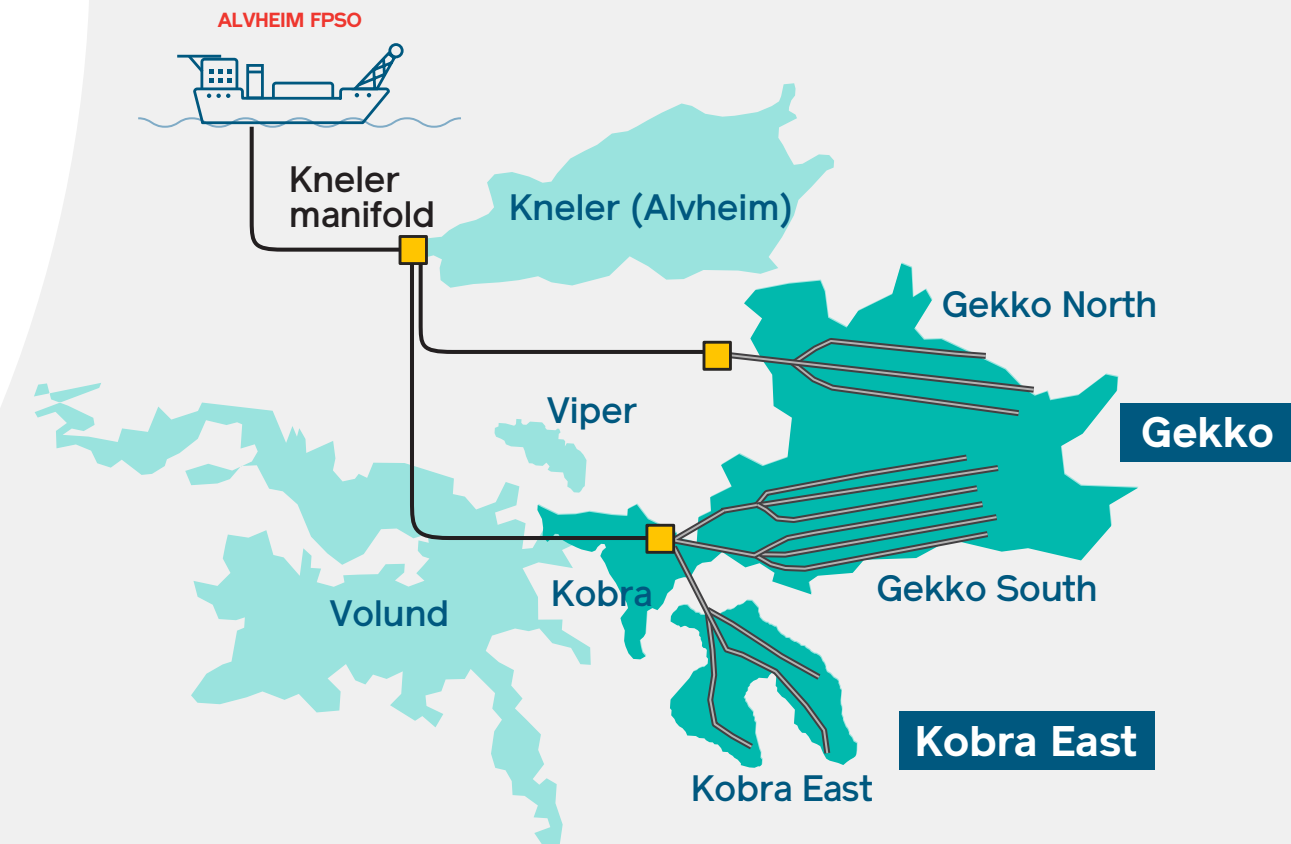 ALVHEIM FPSO
Kneler
manifold
Kneler (Alvheim)
Gekko North
Viper
Gekko
Kobra
Gekko South
Volund
Kobra East
Kobra East